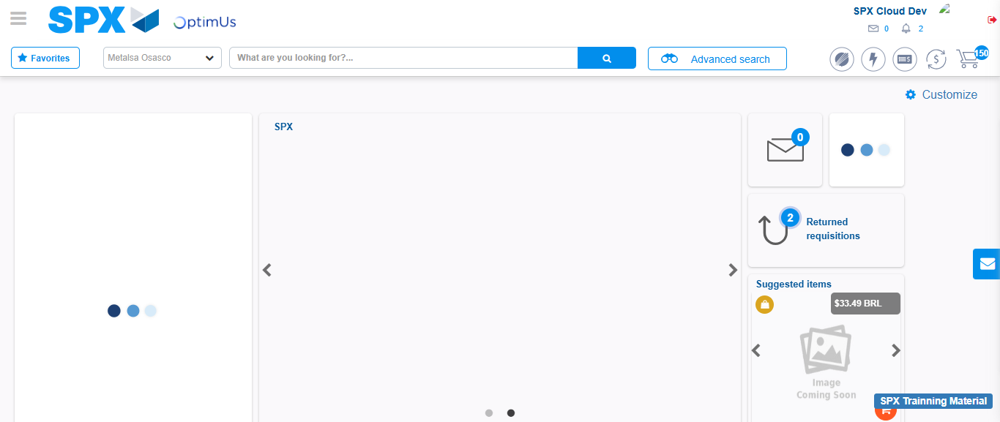 SPX OptimUs
SPX Cloud Dev
0 2
Favorites
Metalsa Osasco
What are you looking for?...
Advanced search
150
Customize
SPX
0
2
Returned
requisitions
Suggested items
$33.49 BRL
Image
Coming Soon
SPX Trainning Material